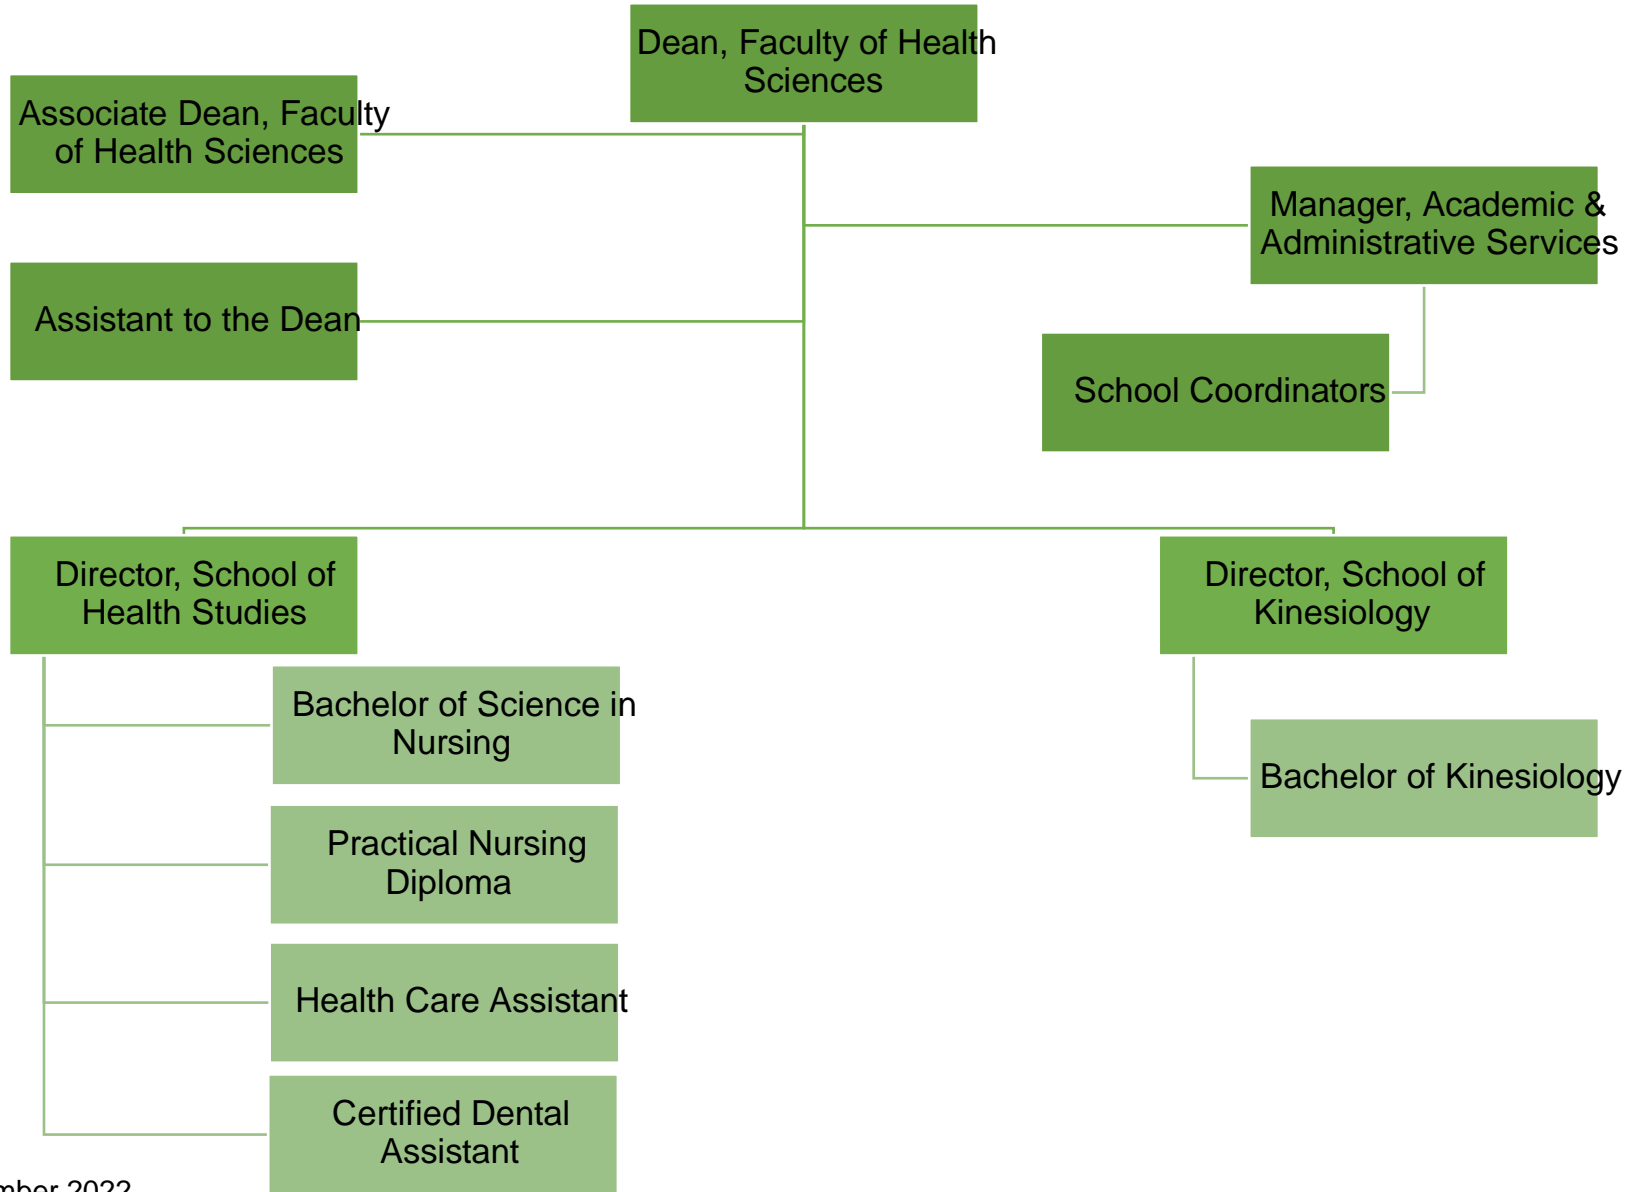 Dean, Faculty of Health
Sciences
Associate Dean, Faculty
of Health Sciences
Manager, Academic &
Administrative Services
Assistant to the Dean
School Coordinators
Director, School of
Health Studies
Director, School of
Kinesiology
Bachelor of Science in
Nursing
Bachelor of Kinesiology
Practical Nursing
Diploma
Health Care Assistant
Certified Dental
Assistant
2022